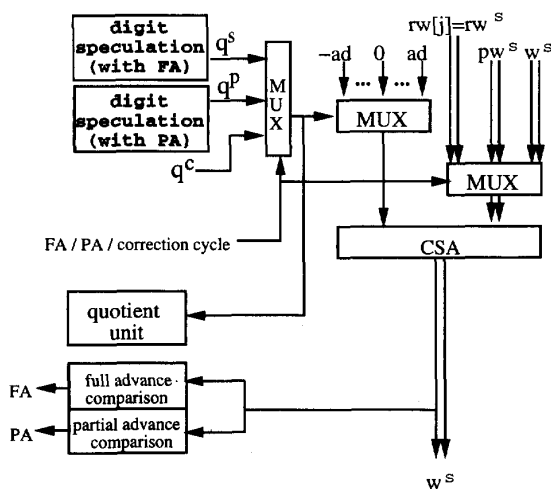 digit
speculation
(with FA)
q^s
digit
speculation
(with PA)
q^p
q^c
M
U
X
FA / PA / correction cycle
−ad ... 0 ... ad
MUX
rw[j]=rw^s
pw^s w^s
MUX
CSA
quotient
unit
FA
full advance
comparison
PA
partial advance
comparison
w^s